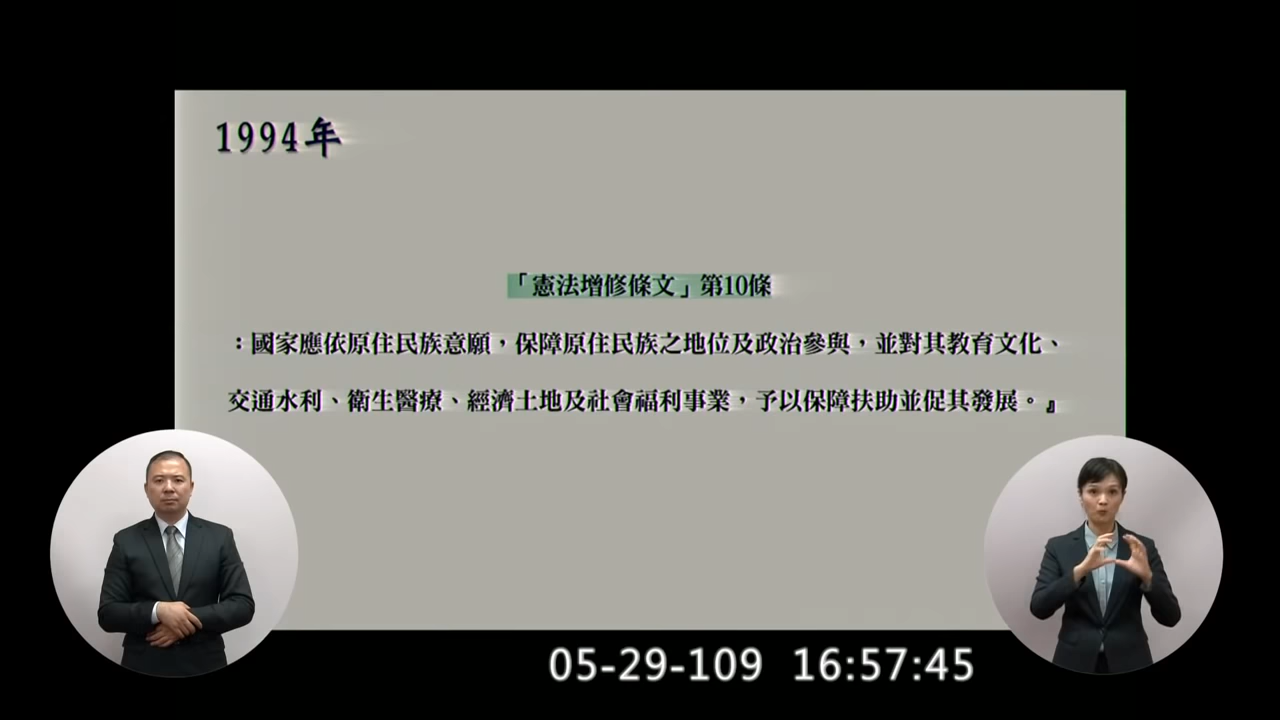 1994年
「憲法增修條文」第10條
：國家應依原住民族意願，保障原住民族之地位及政治參與，並對其教育文化、
交通水利、衛生醫療、經濟土地及社會福利事業，予以保障扶助並促其發展。』
05-29-109 16:57:45